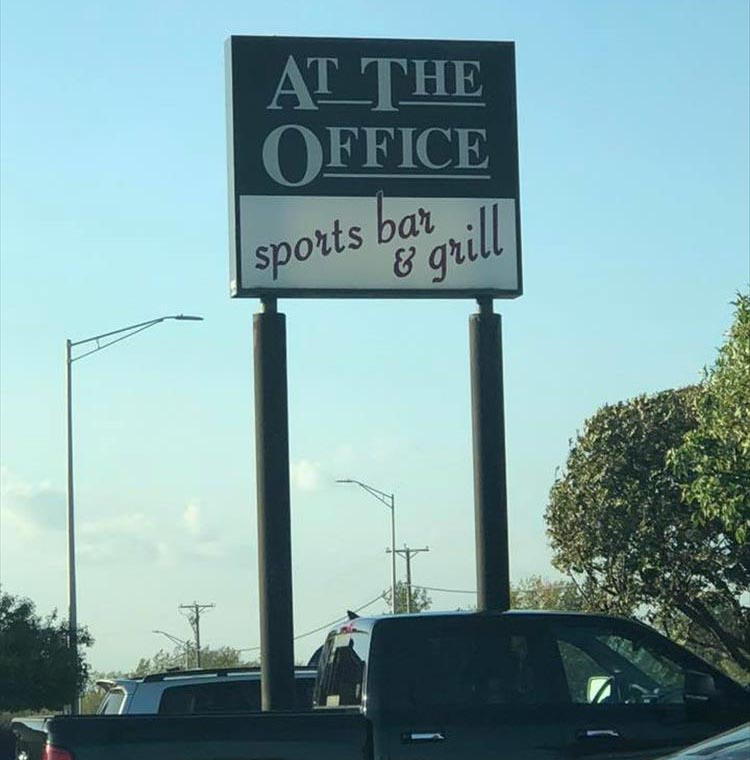 AT THE
OFFICE
sports bar
& grill